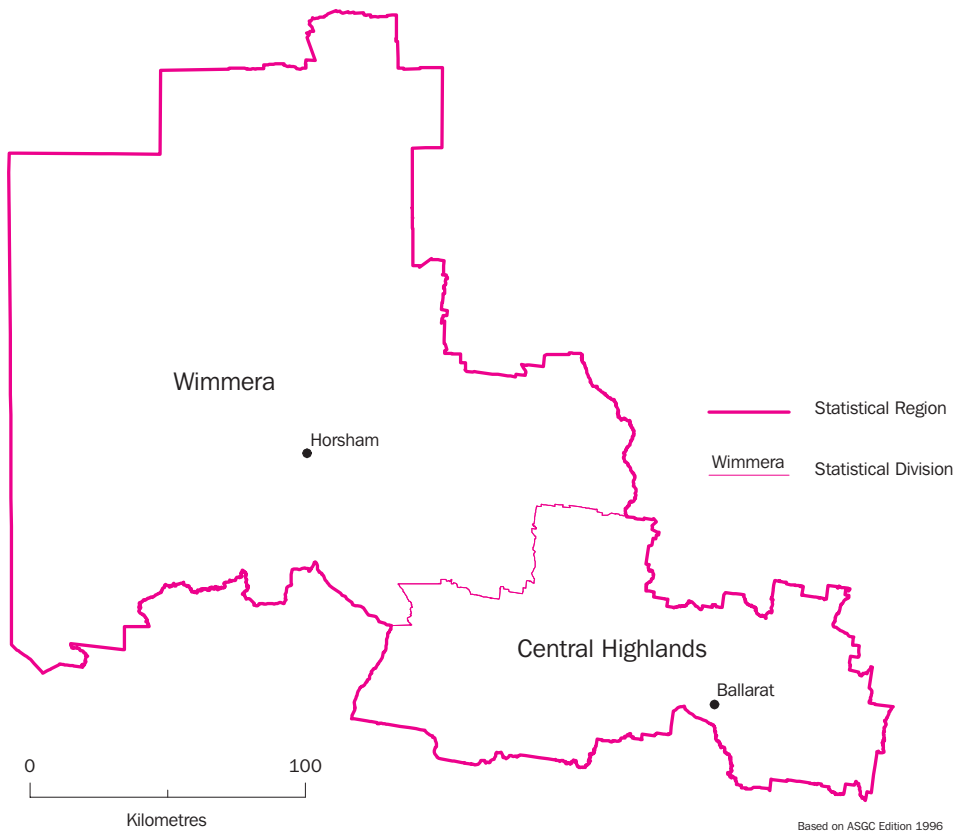 Wimmera
Horsham
Statistical Region
Wimmera
Statistical Division
Central Highlands
Ballarat
0 100
Kilometres
Based on ASGC Edition 1996